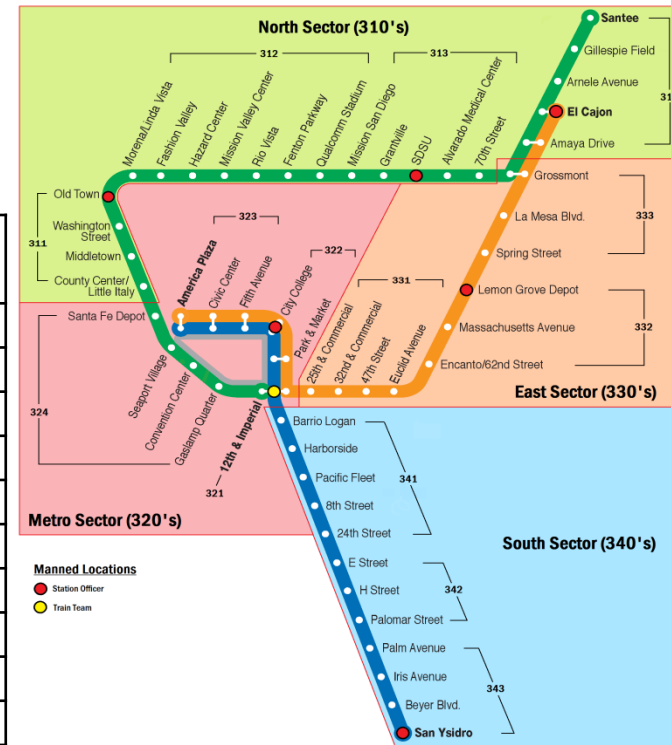 North Sector (310's)
312
313
Santee
Gillespie Field
Arnele Avenue
El Cajon
Amaya Drive
Morena/Linda Vista
Fashion Valley
Hazard Center
Mission Valley Center
Rio Vista
Fenton Parkway
Qualcomm Stadium
Mission San Diego
Grantville
SDSU
Alvarado Medical Center
70th Street
Grossmont
La Mesa Blvd.
Spring Street
333
Lemon Grove Depot
Massachusetts Avenue
Encanto/62nd Street
332
East Sector (330's)
Old Town
Washington
Street
Middletown
County Center/
Little Italy
311
Santa Fe Depot
Seaport Village
Convention Center
Gaslamp Quarter
324
America Plaza
Civic Center
Fifth Avenue
323
City College
Park & Market
322
25th & Commercial
32nd & Commercial
47th Street
Euclid Avenue
331
12th & Imperial
321
Metro Sector (320's)
Barrio Logan
Harborside
Pacific Fleet
8th Street
24th Street
341
E Street
H Street
Palomar Street
342
Palm Avenue
Iris Avenue
Beyer Blvd.
San Ysidro
343
South Sector (340's)
Manned Locations
Station Officer
Train Team